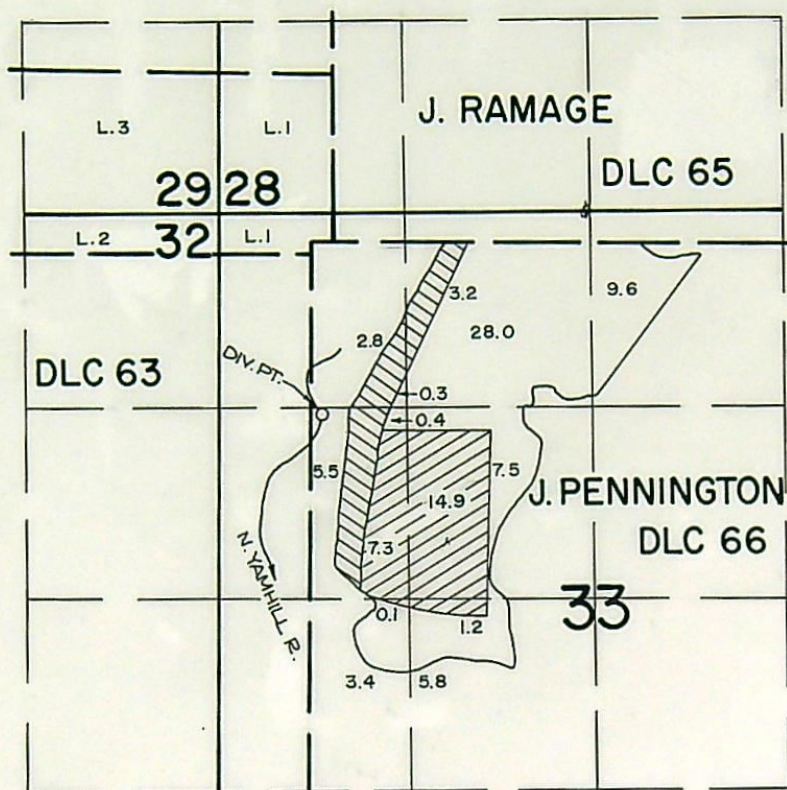 J. RAMAGE
L.3
L.1
DLC 65
29 28
32
L.2
L.1
3.2
9.6
28.0
2.8
DIV. PT.
DLC 63
0.3
0.4
5.5
7.5
14.9
J. PENNINGTON
DLC 66
7.3
N. YAMHILL R.
33
0.1
1.2
3.4
5.8